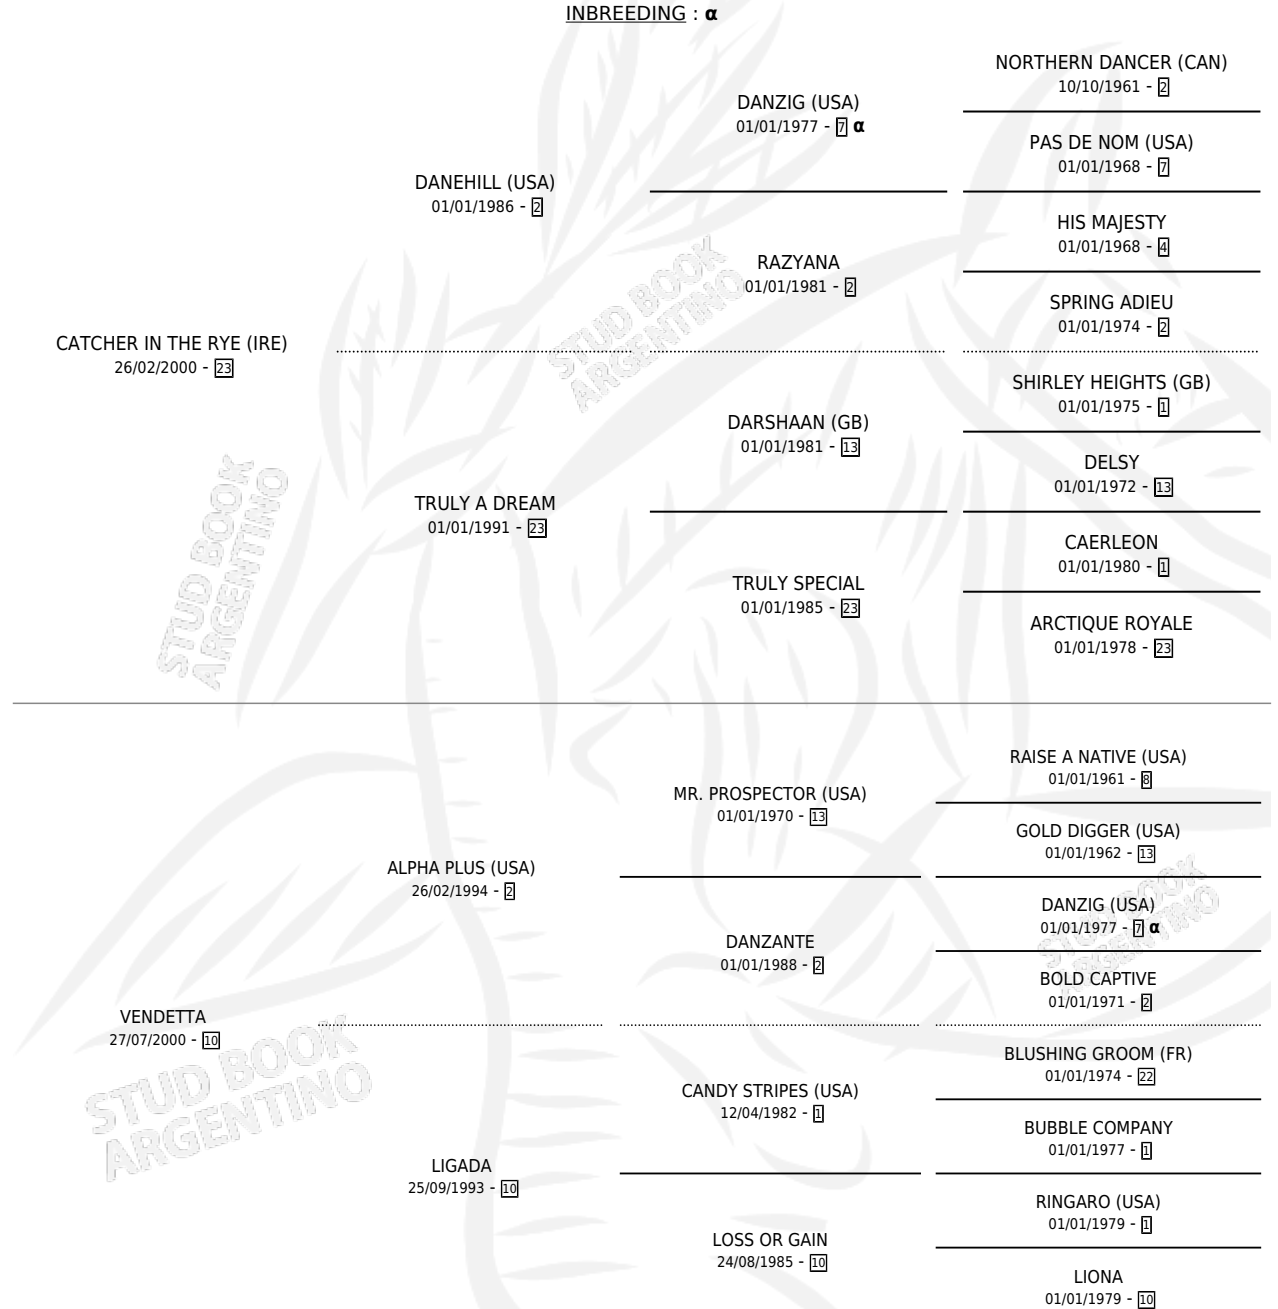 INBREEDING : α
NORTHERN DANCER (CAN)
10/10/1961 - 2
DANZIG (USA)
01/01/1977 - 7 α
PAS DE NOM (USA)
01/01/1968 - 7
DANEHILL (USA)
01/01/1986 - 2
HIS MAJESTY
01/01/1968 - 4
RAZYANA
01/01/1981 - 2
SPRING ADIEU
01/01/1974 - 2
CATCHER IN THE RYE (IRE)
26/02/2000 - 23
SHIRLEY HEIGHTS (GB)
01/01/1975 - 1
DARSHAAN (GB)
01/01/1981 - 13
DELSY
01/01/1972 - 13
TRULY A DREAM
01/01/1991 - 23
CAERLEON
01/01/1980 - 1
TRULY SPECIAL
01/01/1985 - 23
ARCTIQUE ROYALE
01/01/1978 - 23
RAISE A NATIVE (USA)
01/01/1961 - 8
MR. PROSPECTOR (USA)
01/01/1970 - 13
GOLD DIGGER (USA)
01/01/1962 - 13
ALPHA PLUS (USA)
26/02/1994 - 2
DANZIG (USA)
01/01/1977 - 7 α
DANZANTE
01/01/1988 - 2
BOLD CAPTIVE
01/01/1971 - 2
VENDETTA
27/07/2000 - 10
BLUSHING GROOM (FR)
01/01/1974 - 22
CANDY STRIPES (USA)
12/04/1982 - 1
BUBBLE COMPANY
01/01/1977 - 1
LIGADA
25/09/1993 - 10
RINGARO (USA)
01/01/1979 - 1
LOSS OR GAIN
24/08/1985 - 10
LIONA
01/01/1979 - 10
STUD BOOK
ARGENTINO
STUD BOOK
ARGENTINO
STUD BOOK
ARGENTINO
STUD BOOK
ARGENTINO